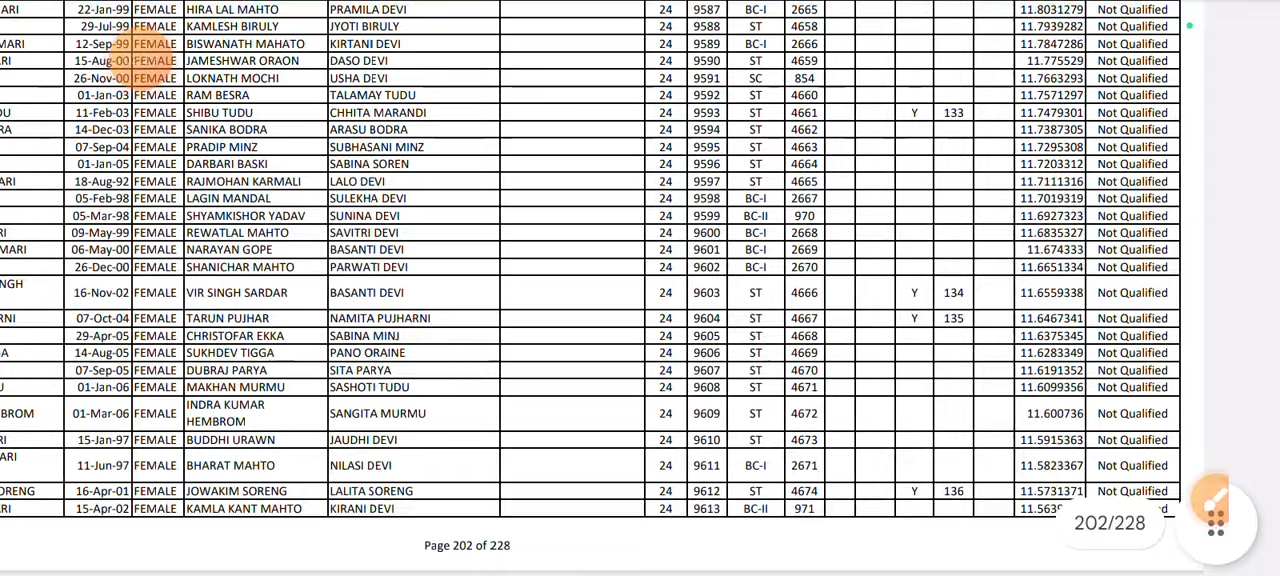 ARI 22-Jan-99 FEMALE HIRA LAL MAHTO PRAMILA DEVI 24 9587 BC-I 2665 11.8031279 Not Qualified
29-Jul-99 FEMALE KAMLESH BIRULY JYOTI BIRULY 24 9588 ST 4658 11.7939282 Not Qualified
MARI 12-Sep-99 FEMALE BISWANATH MAHATO KIRTANI DEVI 24 9589 BC-I 2666 11.7847286 Not Qualified
RI 15-Aug-00 FEMALE JAMESHWAR ORAON DASO DEVI 24 9590 ST 4659 11.775529 Not Qualified
26-Nov-00 FEMALE LOKNATH MOCHI USHA DEVI 24 9591 SC 854 11.7663293 Not Qualified
01-Jan-03 FEMALE RAM BESRA TALAMAY TUDU 24 9592 ST 4660 11.7571297 Not Qualified
DU 11-Feb-03 FEMALE SHIBU TUDU CHHITA MARANDI 24 9593 ST 4661 Y 133 11.7479301 Not Qualified
RA 14-Dec-03 FEMALE SANIKA BODRA ARASU BODRA 24 9594 ST 4662 11.7387305 Not Qualified
07-Sep-04 FEMALE PRADIP MINZ SUBHASANI MINZ 24 9595 ST 4663 11.7295308 Not Qualified
01-Jan-05 FEMALE DARBARI BASKI SABINA SOREN 24 9596 ST 4664 11.7203312 Not Qualified
ARI 18-Aug-92 FEMALE RAJMOHAN KARMALI LALO DEVI 24 9597 ST 4665 11.7111316 Not Qualified
05-Feb-98 FEMALE LAGIN MANDAL SULEKHA DEVI 24 9598 BC-I 2667 11.7019319 Not Qualified
05-Mar-98 FEMALE SHYAMKISHOR YADAV SUNINA DEVI 24 9599 BC-II 970 11.6927323 Not Qualified
RI 09-May-99 FEMALE REWATLAL MAHTO SAVITRI DEVI 24 9600 BC-I 2668 11.6835327 Not Qualified
MARI 06-May-00 FEMALE NARAYAN GOPE BASANTI DEVI 24 9601 BC-I 2669 11.674333 Not Qualified
26-Dec-00 FEMALE SHANICHAR MAHTO PARWATI DEVI 24 9602 BC-I 2670 11.6651334 Not Qualified
NGH
16-Nov-02 FEMALE VIR SINGH SARDAR BASANTI DEVI 24 9603 ST 4666 Y 134 11.6559338 Not Qualified
RNI 07-Oct-04 FEMALE TARUN PUJHAR NAMITA PUJHARNI 24 9604 ST 4667 Y 135 11.6467341 Not Qualified
29-Apr-05 FEMALE CHRISTOFAR EKKA SABINA MINJ 24 9605 ST 4668 11.6375345 Not Qualified
GA 14-Aug-05 FEMALE SUKHDEV TIGGA PANO ORAINE 24 9606 ST 4669 11.6283349 Not Qualified
07-Sep-05 FEMALE DUBRAJ PARYA SITA PARYA 24 9607 ST 4670 11.6191352 Not Qualified
U 01-Jan-06 FEMALE MAKHAN MURMU SASHOTI TUDU 24 9608 ST 4671 11.6099356 Not Qualified
BROM 01-Mar-06 FEMALE INDRA KUMAR
HEMBROM SANGITA MURMU 24 9609 ST 4672 11.600736 Not Qualified
RI 15-Jan-97 FEMALE BUDDHI URAWN JAUDHI DEVI 24 9610 ST 4673 11.5915363 Not Qualified
ARI
11-Jun-97 FEMALE BHARAT MAHTO NILASI DEVI 24 9611 BC-I 2671 11.5823367 Not Qualified
ORENG 16-Apr-01 FEMALE JOWAKIM SORENG LALITA SORENG 24 9612 ST 4674 Y 136 11.5731371 Not Qualified
RI 15-Apr-02 FEMALE KAMLA KANT MAHTO KIRANI DEVI 24 9613 BC-II 971
202/228
Page 202 of 228